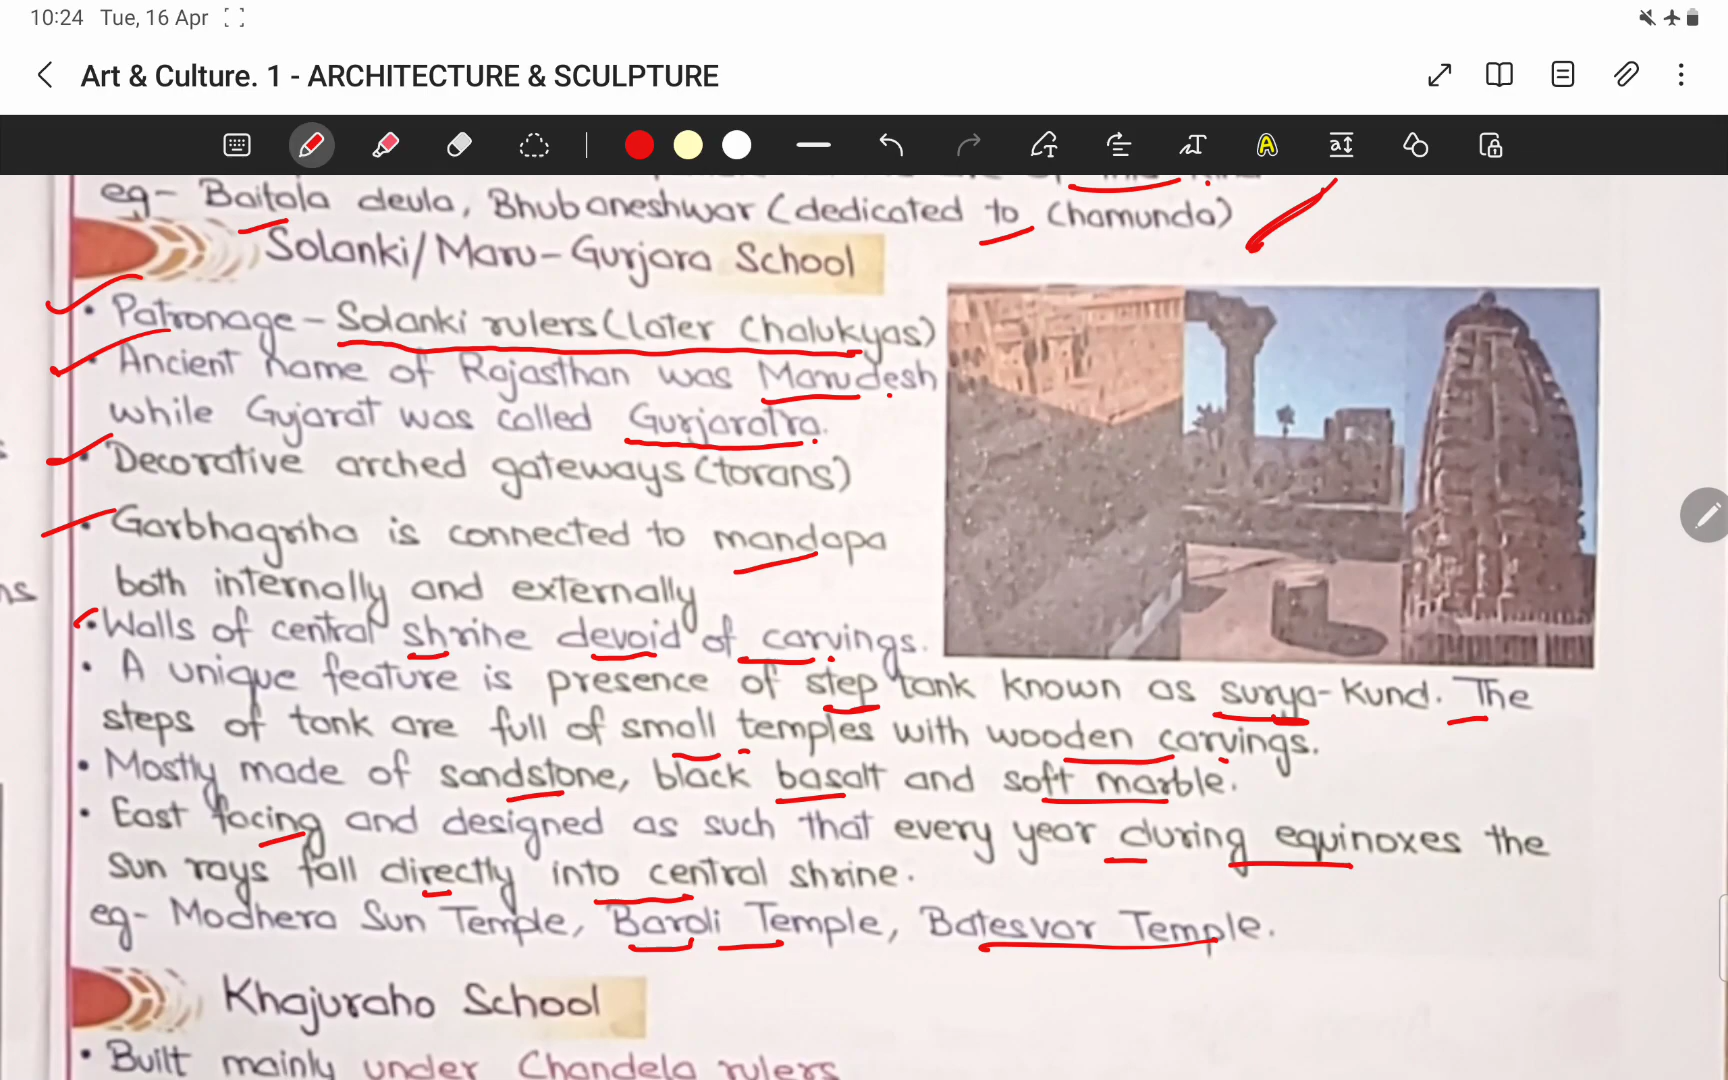 10:24 Tue, 16 Apr
Art & Culture. 1 - ARCHITECTURE & SCULPTURE
eg- Baitala deula, Bhubaneshwar (dedicated to Chamunda)
Solanki/Maru-Gurjara School
• Patronage - Solanki rulers (later Chalukyas)
• Ancient name of Rajasthan was Marudesh
while Gujarat was called Gurjaratra.
• Decorative arched gateways (torans)
• Garbhagriha is connected to mandapa
both internally and externally
• Walls of central shrine devoid of carvings.
• A unique feature is presence of step tank known as surya-kund. The
steps of tank are full of small temples with wooden carvings.
• Mostly made of sandstone, black basalt and soft marble.
• East facing and designed as such that every year during equinoxes the
sun rays fall directly into central shrine.
eg- Modhera Sun Temple, Baroli Temple, Batesvar Temple.
Khajuraho School
• Built mainly under Chandela rulers